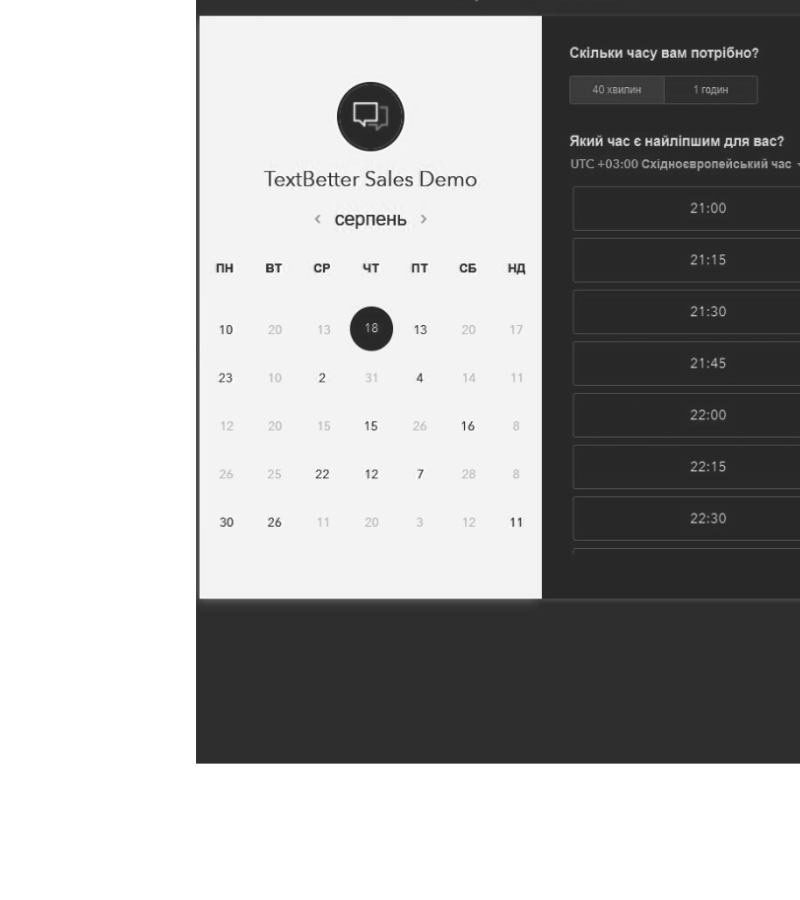 TextBetter Sales Demo
< серпень >
ПН ВТ СР ЧТ ПТ СБ НД
10 20 13 18 13 20 17
23 10 2 31 4 14 11
12 20 15 15 26 16 8
26 25 22 12 7 28 8
30 26 11 20 3 12 11
Скільки часу вам потрібно?
40 хвилин 1 годин
Який час є найліпшим для вас?
UTC +03:00 Східноєвропейський час
21:00
21:15
21:30
21:45
22:00
22:15
22:30